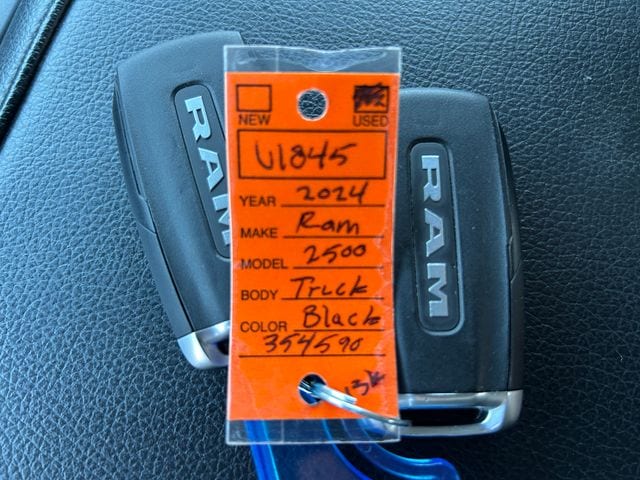 NEW USED
U1845
YEAR 2024
MAKE Ram
MODEL 2500
BODY Truck
COLOR Black
354590
RAM
RAM